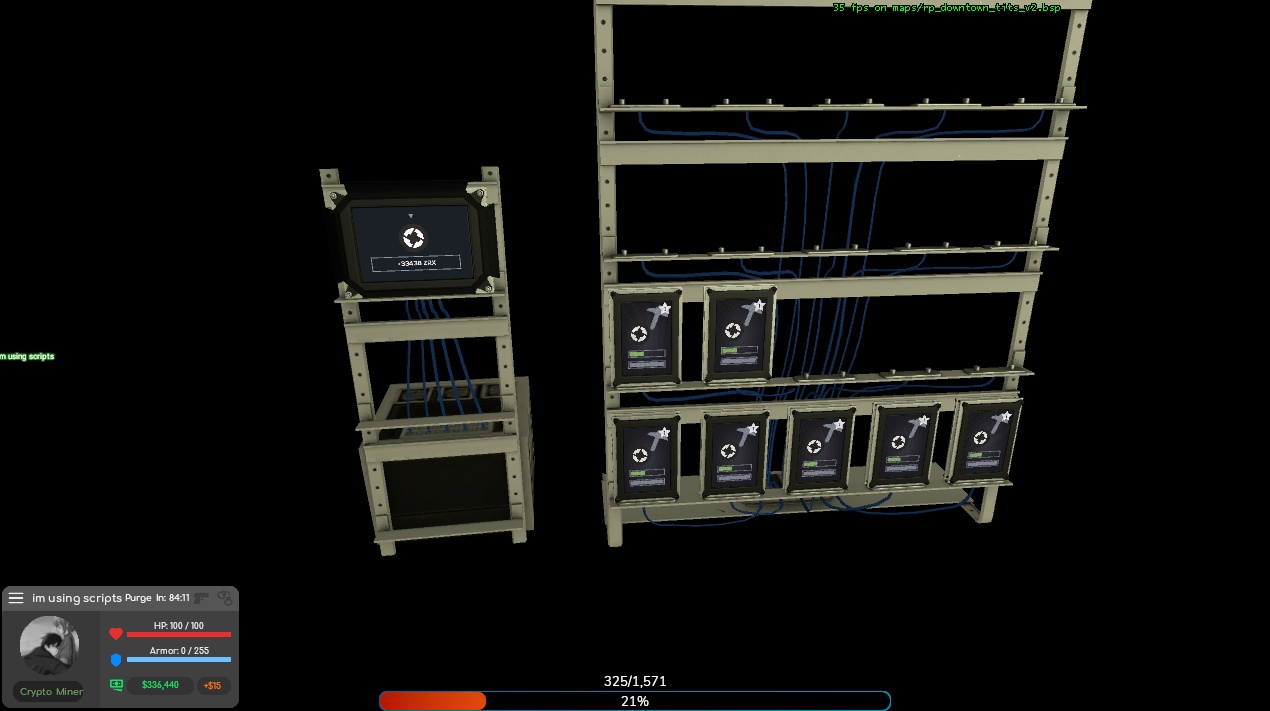 35 fps on maps/rp_downtown_tits_v2.bsp
+33438 ZRX
m using scripts
im using scripts Purge In: 84:11
HP: 100 / 100
Armor: 0 / 255
$336,440 +$15
Crypto Miner
325/1,571
21%